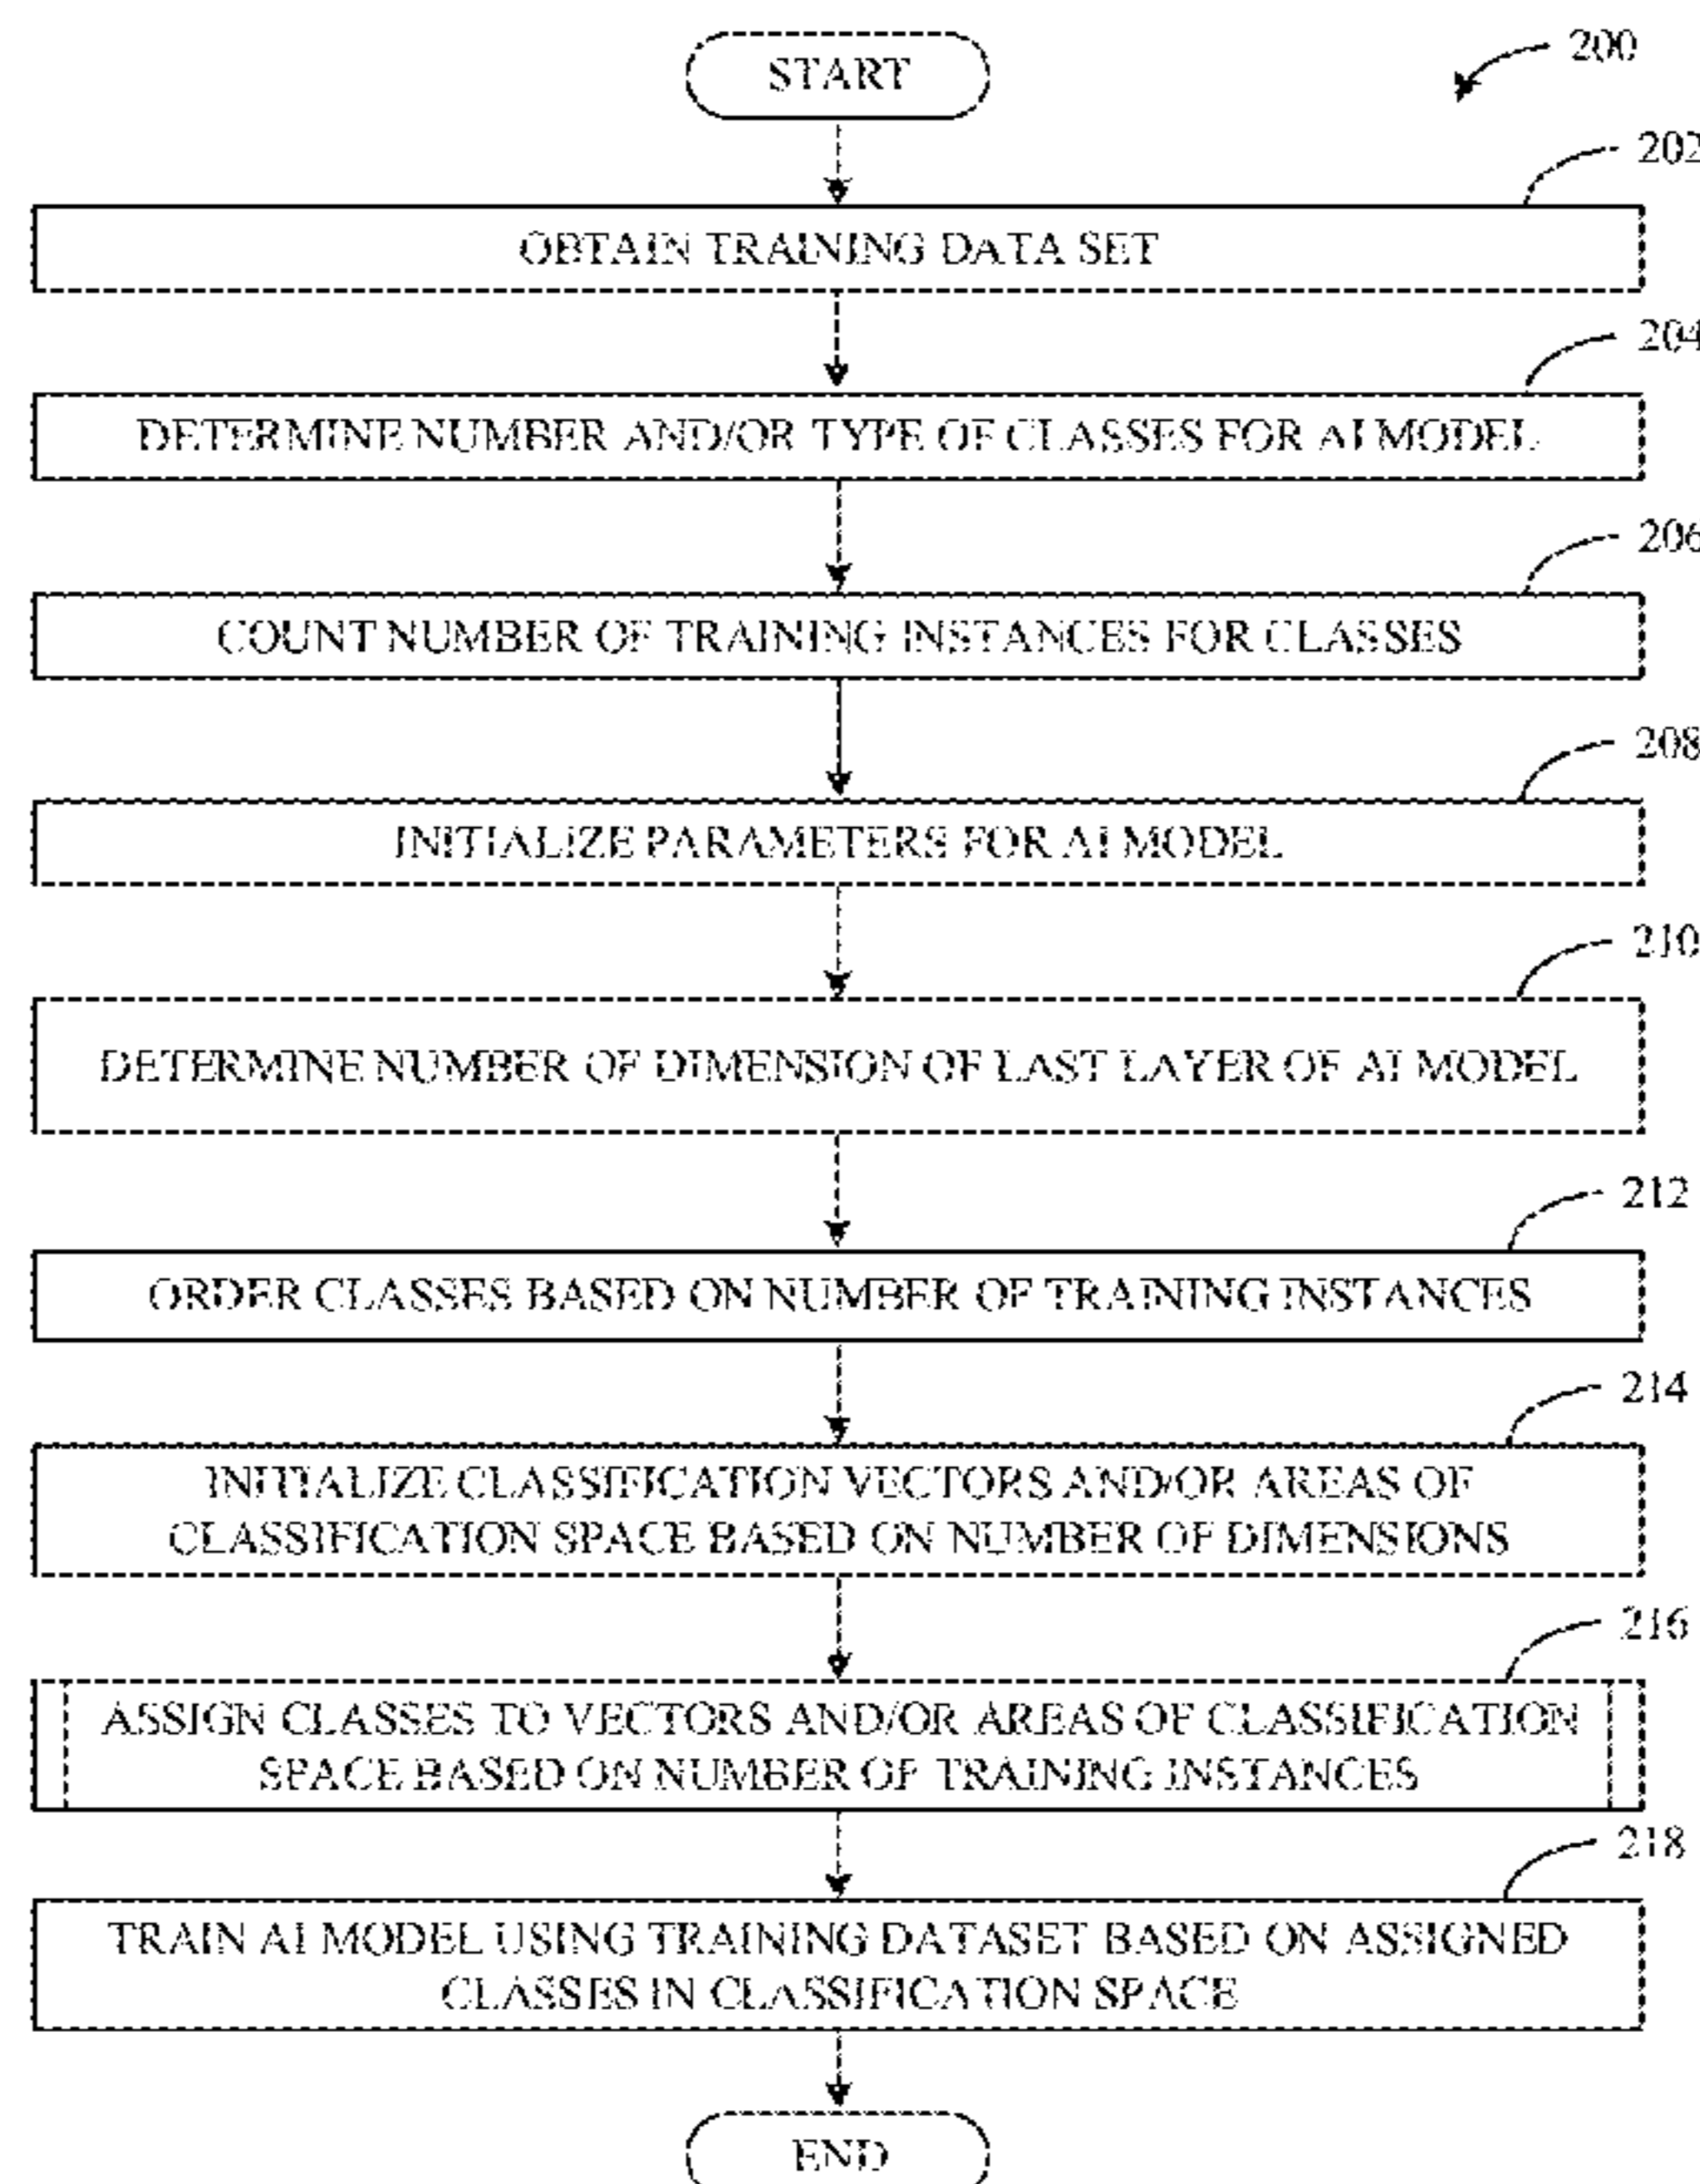 START
200
202
OBTAIN TRAINING DATA SET
204
DETERMINE NUMBER AND/OR TYPE OF CLASSES FOR AI MODEL
206
COUNT NUMBER OF TRAINING INSTANCES FOR CLASSES
208
INITIALIZE PARAMETERS FOR AI MODEL
210
DETERMINE NUMBER OF DIMENSION OF LAST LAYER OF AI MODEL
212
ORDER CLASSES BASED ON NUMBER OF TRAINING INSTANCES
214
INITIALIZE CLASSIFICATION VECTORS AND/OR AREAS OF
CLASSIFICATION SPACE BASED ON NUMBER OF DIMENSIONS
216
ASSIGN CLASSES TO VECTORS AND/OR AREAS OF CLASSIFICATION
SPACE BASED ON NUMBER OF TRAINING INSTANCES
218
TRAIN AI MODEL USING TRAINING DATASET BASED ON ASSIGNED
CLASSES IN CLASSIFICATION SPACE
END